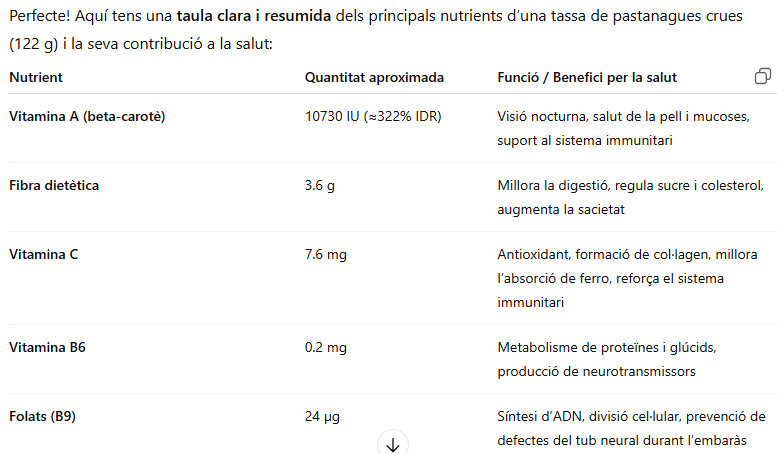 Perfecte! Aquí tens una taula clara i resumida dels principals nutrients d’una tassa de pastanagues crues
(122 g) i la seva contribució a la salut:
Nutrient Quantitat aproximada Funció / Benefici per la salut
Vitamina A (beta-carotè) 10730 IU (≈322% IDR) Visió nocturna, salut de la pell i mucoses,
suport al sistema immunitari
Fibra dietètica 3.6 g Millora la digestió, regula sucre i colesterol,
augmenta la sacietat
Vitamina C 7.6 mg Antioxidant, formació de col·lagen, millora
l’absorció de ferro, reforça el sistema
immunitari
Vitamina B6 0.2 mg Metabolisme de proteïnes i glúcids,
producció de neurotransmissors
Folats (B9) 24 µg Síntesi d’ADN, divisió cel·lular, prevenció de
defectes del tub neural durant l’embaràs